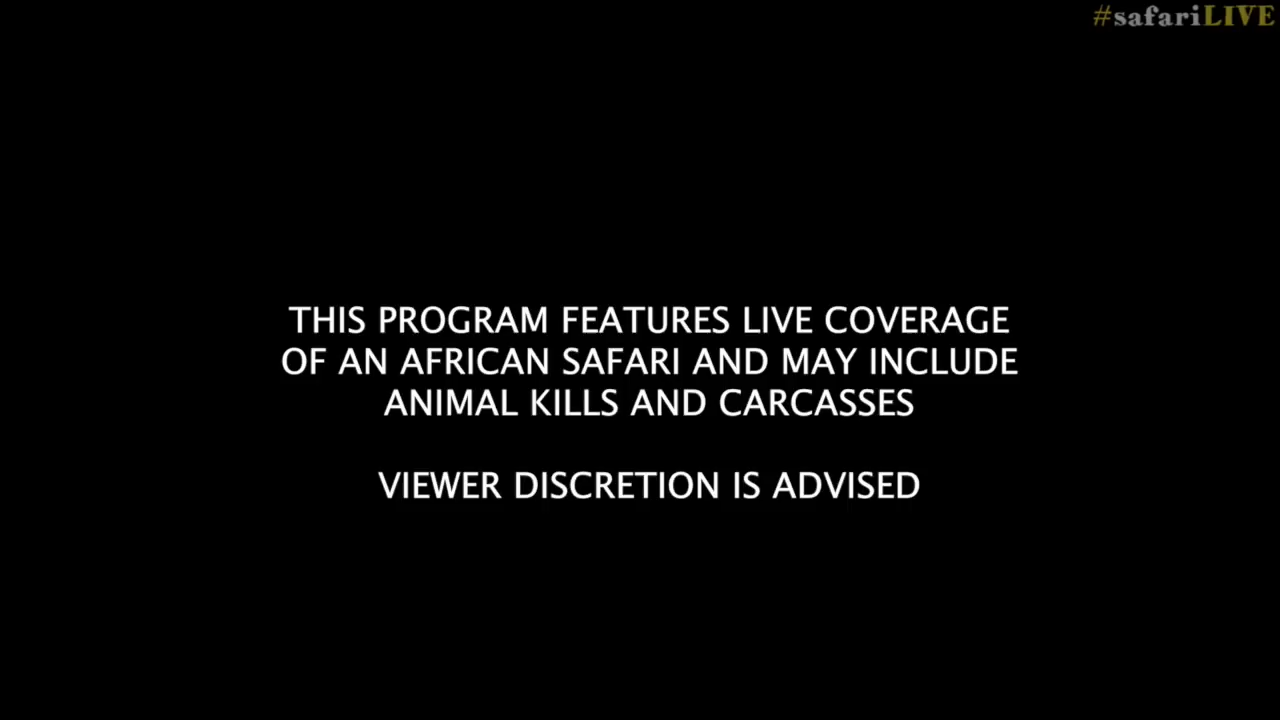 #safariLIVE
THIS PROGRAM FEATURES LIVE COVERAGE
OF AN AFRICAN SAFARI AND MAY INCLUDE
ANIMAL KILLS AND CARCASSES
VIEWER DISCRETION IS ADVISED